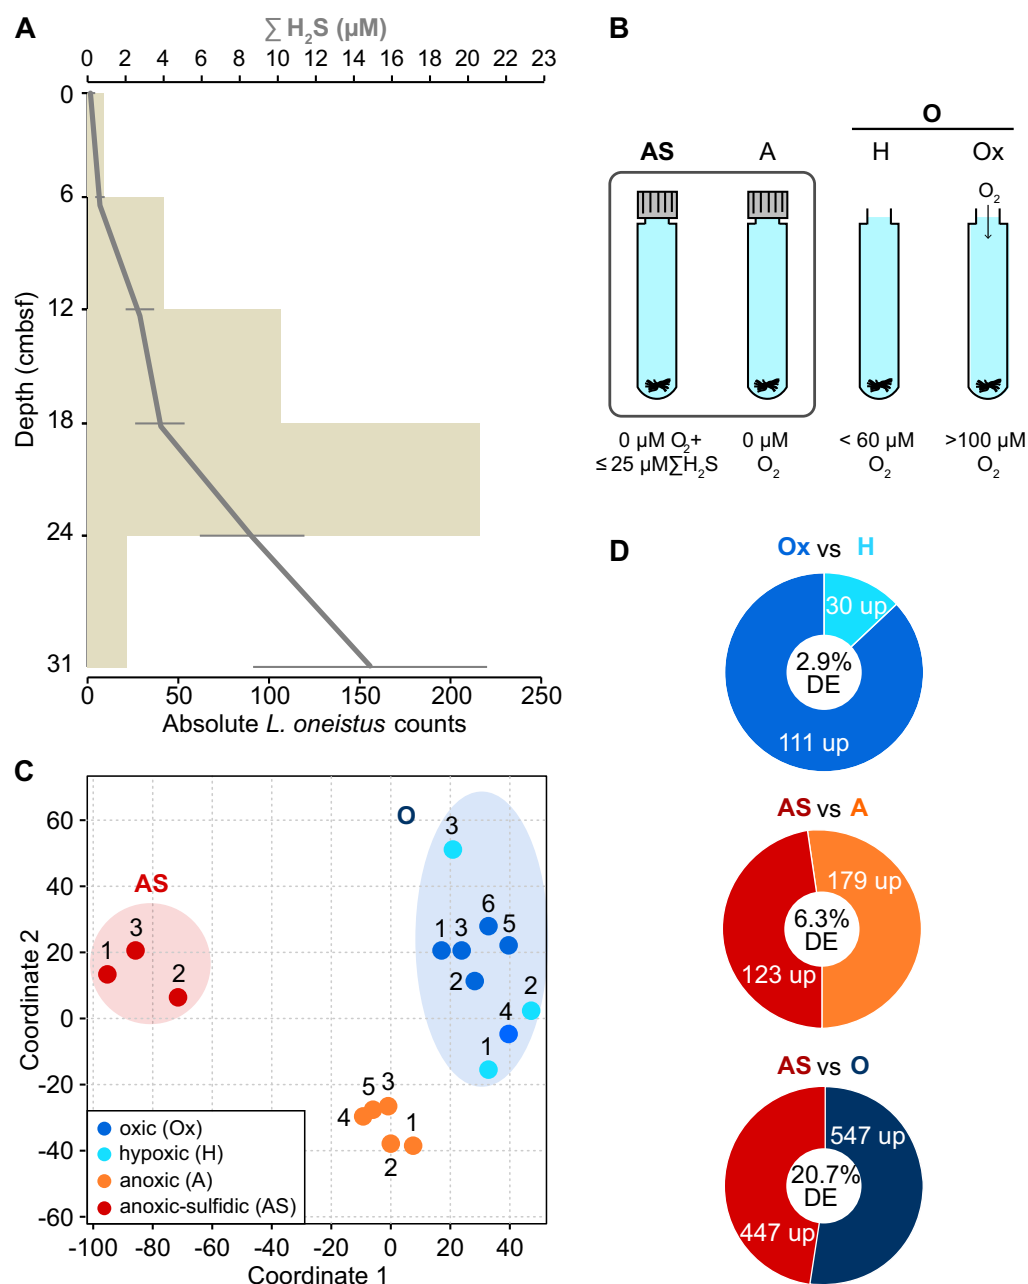 A
∑ H₂S (µM)
0 2 4 6 8 10 12 14 16 18 20 23
Depth (cmbsf)
0
6
12
18
24
31
0 50 100 150 200 250
Absolute L. oneistus counts
B
O
AS A H Ox
O₂
0 µM O₂+
≤ 25 µM∑H₂S
0 µM
O₂
< 60 µM
O₂
>100 µM
O₂
C
Coordinate 2
60
40
20
0
-20
-40
-60
AS
1
3
2
O
3
6
5
1 3
2
2
4
1
5 3
4
1
2
oxic (Ox)
hypoxic (H)
anoxic (A)
anoxic-sulfidic (AS)
-100 -80 -60 -40 -20 0 20 40
Coordinate 1
D
Ox vs H
30 up
2.9%
DE
111 up
AS vs A
179 up
6.3%
DE
123 up
AS vs O
547 up
20.7%
DE
447 up